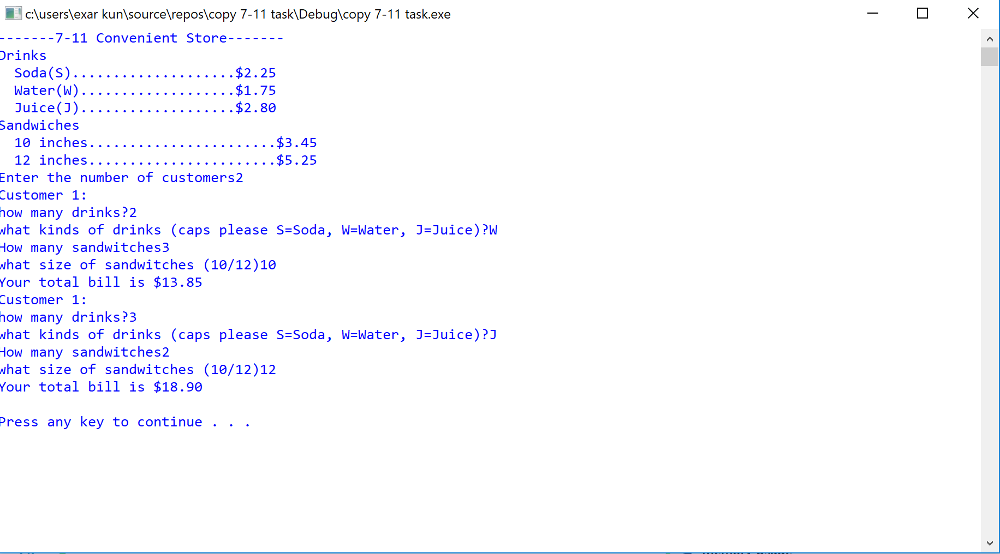 c:\users\exar kun\source\repos\copy 7-11 task\Debug\copy 7-11 task.exe
-------7-11 Convenient Store-------
Drinks
  Soda(S)....................$2.25
  Water(W)...................$1.75
  Juice(J)...................$2.80
Sandwiches
  10 inches.......................$3.45
  12 inches.......................$5.25
Enter the number of customers2
Customer 1:
how many drinks?2
what kinds of drinks (caps please S=Soda, W=Water, J=Juice)?W
How many sandwitches3
what size of sandwitches (10/12)10
Your total bill is $13.85
Customer 1:
how many drinks?3
what kinds of drinks (caps please S=Soda, W=Water, J=Juice)?J
How many sandwitches2
what size of sandwitches (10/12)12
Your total bill is $18.90
Press any key to continue . . .